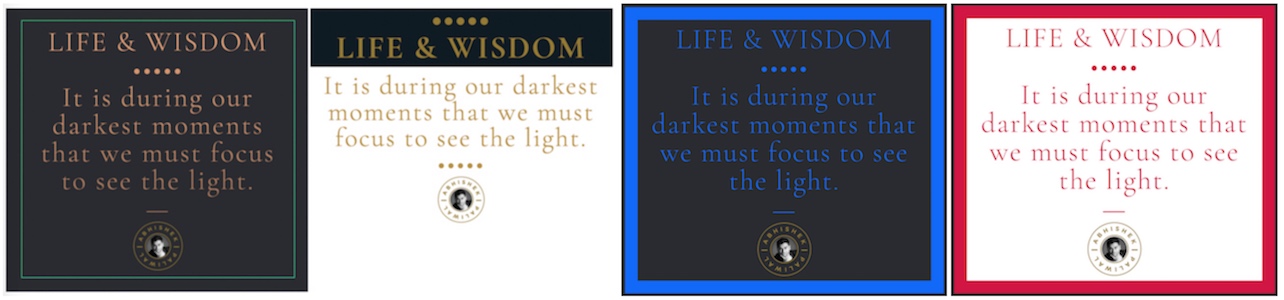 LIFE & WISDOM
It is during our
darkest moments
that we must focus
to see the light.
ABHISHEK
PALIWAL
LIFE & WISDOM
It is during our darkest
moments that we must
focus to see the light.
ABHISHEK
PALIWAL
LIFE & WISDOM
It is during our
darkest moments that
we must focus to see
the light.
ABHISHEK
PALIWAL
LIFE & WISDOM
It is during our
darkest moments that
we must focus to see
the light.
ABHISHEK
PALIWAL